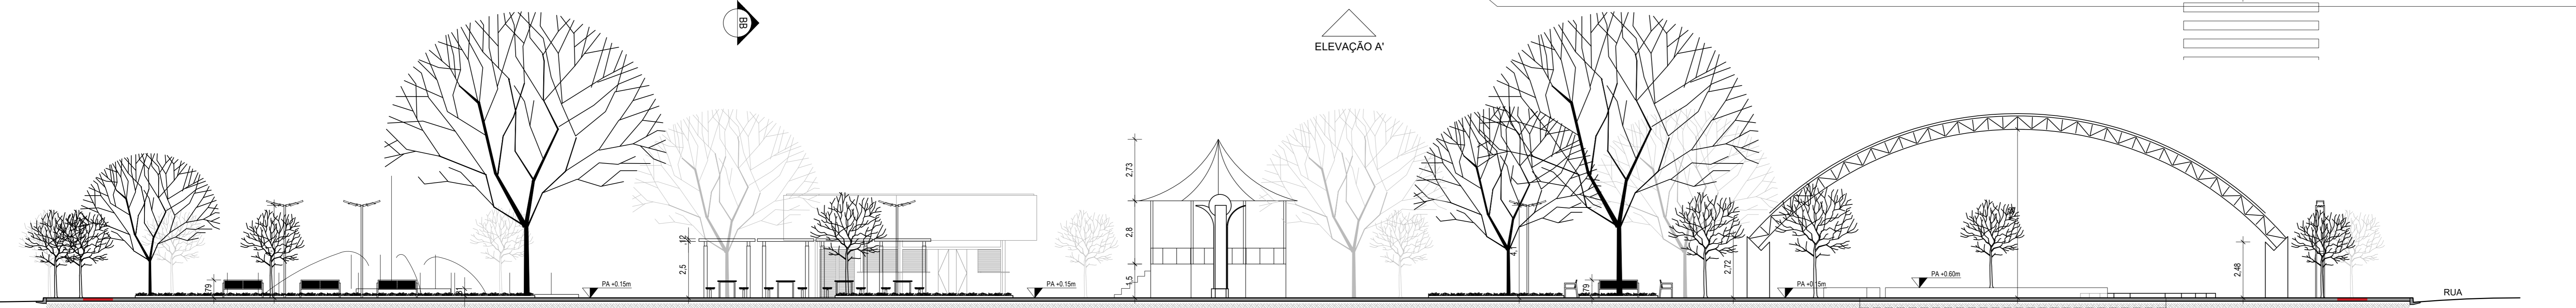 BB
ELEVAÇÃO A'
2,73
2,8
1,5
12
2,5
79
PA +0.15m
PA +0.15m
79
2,72
PA +0.15m
PA +0.60m
2,48
RUA